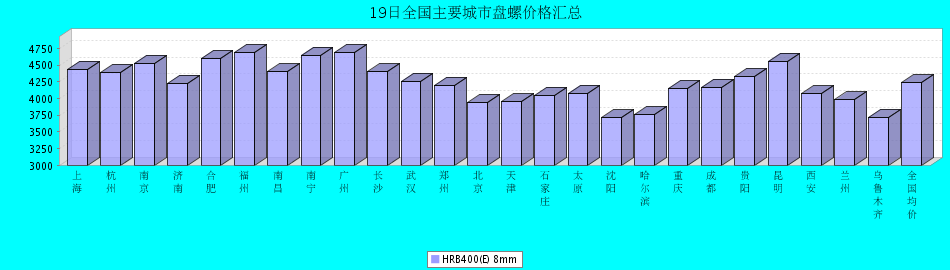 19日全国主要城市盘螺价格汇总
4750
4500
4250
4000
3750
3500
3250
3000
上海
杭州
南京
济南
合肥
福州
南昌
南宁
广州
长沙
武汉
郑州
北京
天津
石家庄
太原
沈阳
哈尔滨
重庆
成都
贵阳
昆明
西安
兰州
乌鲁木齐
全国均价
HRB400(E) 8mm